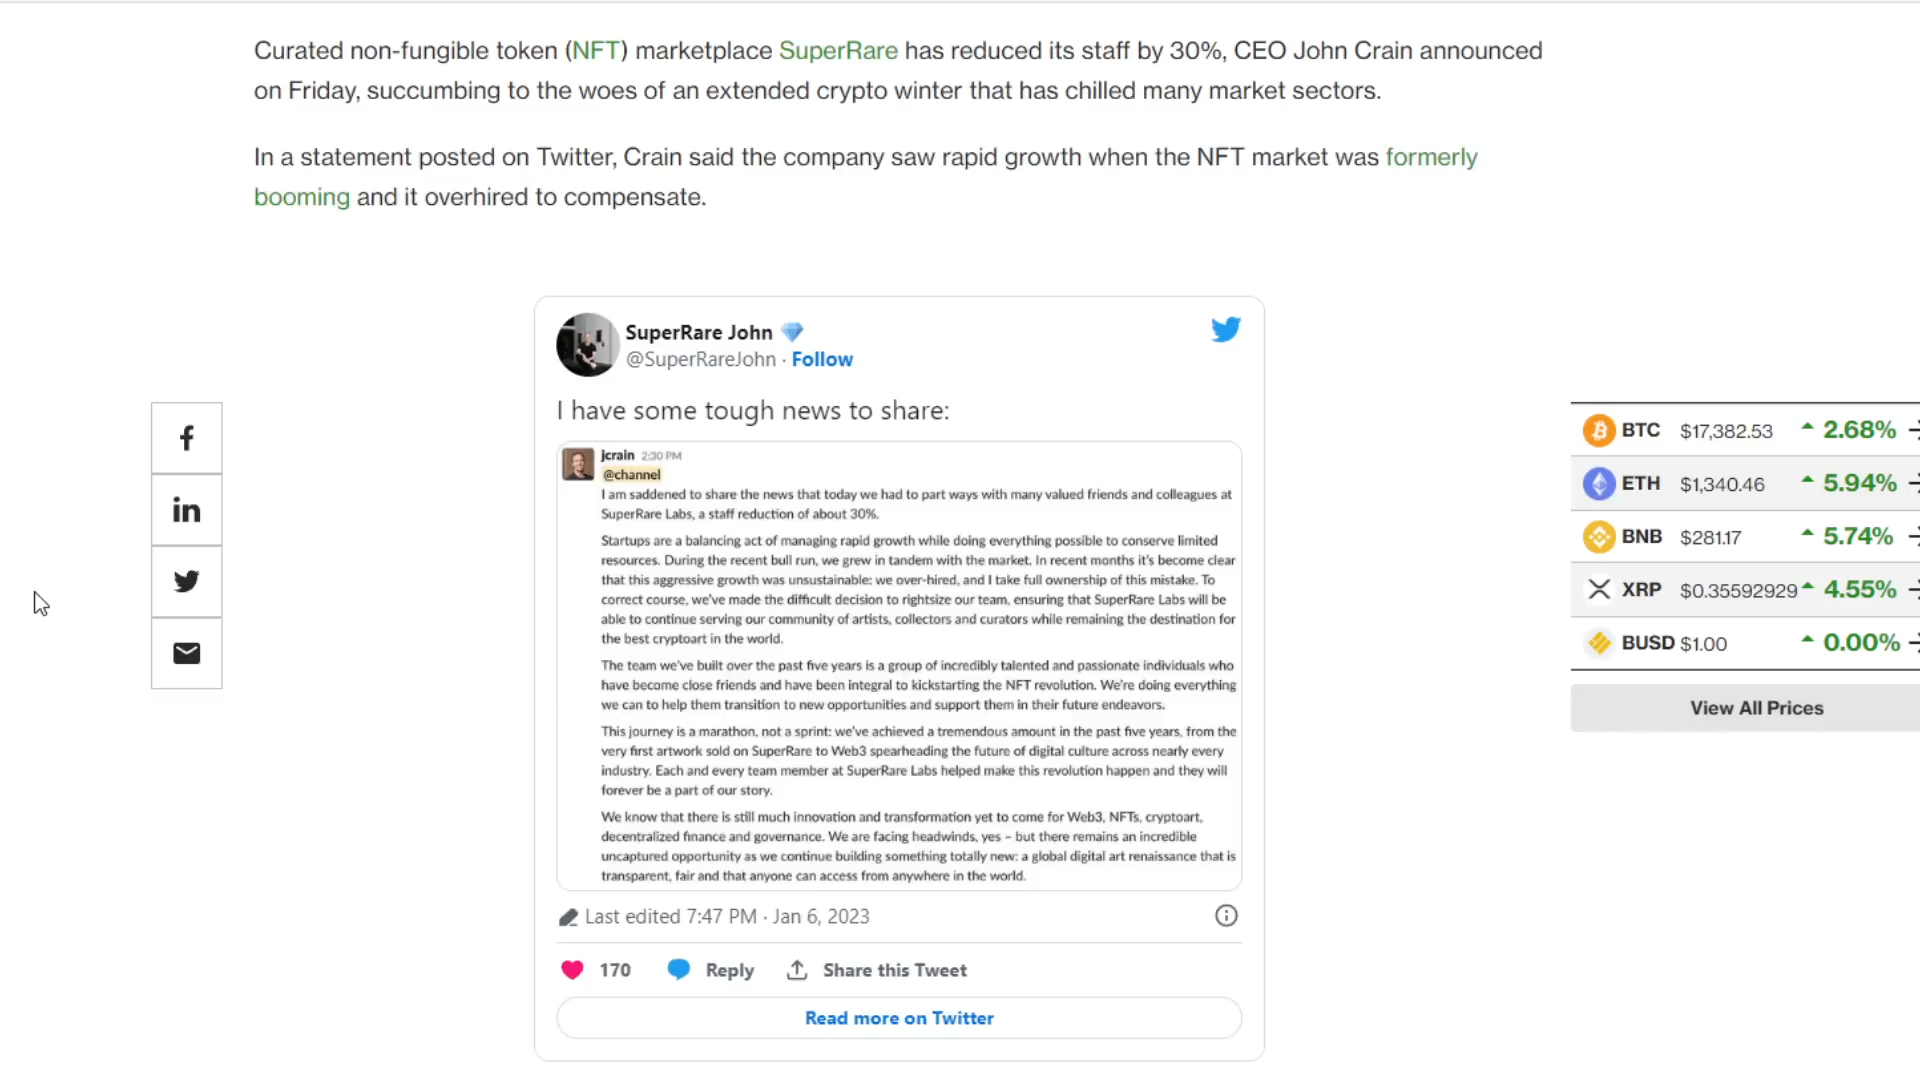 Curated non-fungible token (NFT) marketplace SuperRare has reduced its staff by 30%, CEO John Crain announced
on Friday, succumbing to the woes of an extended crypto winter that has chilled many market sectors.
In a statement posted on Twitter, Crain said the company saw rapid growth when the NFT market was formerly
booming and it overhired to compensate.
SuperRare John
@SuperRareJohn · Follow
I have some tough news to share:
jcrain 2:30 PM
@channel
I am saddened to share the news that today we had to part ways with many valued friends and colleagues at
SuperRare Labs, a staff reduction of about 30%.
Startups are a balancing act of managing rapid growth while doing everything possible to conserve limited
resources. During the recent bull run, we grew in tandem with the market. In recent months it's become clear
that this aggressive growth was unsustainable: we over-hired, and I take full ownership of this mistake. To
correct course, we've made the difficult decision to rightsize our team, ensuring that SuperRare Labs will be
able to continue serving our community of artists, collectors and curators while remaining the destination for
the best cryptoart in the world.
The team we've built over the past five years is a group of incredibly talented and passionate individuals who
have become close friends and have been integral to kickstarting the NFT revolution. We're doing everything
we can to help them transition to new opportunities and support them in their future endeavors.
This journey is a marathon, not a sprint: we've achieved a tremendous amount in the past five years, from the
very first artwork sold on SuperRare to Web3 spearheading the future of digital culture across nearly every
industry. Each and every team member at SuperRare Labs helped make this revolution happen and they will
forever be a part of our story.
We know that there is still much innovation and transformation yet to come for Web3, NFTs, cryptoart,
decentralized finance and governance. We are facing headwinds, yes – but there remains an incredible
uncaptured opportunity as we continue building something totally new: a global digital art renaissance that is
transparent, fair and that anyone can access from anywhere in the world.
Last edited 7:47 PM · Jan 6, 2023
170 Reply Share this Tweet
Read more on Twitter
BTC $17,382.53 2.68%
ETH $1,340.46 5.94%
BNB $281.17 5.74%
XRP $0.35592929 4.55%
BUSD $1.00 0.00%
View All Prices